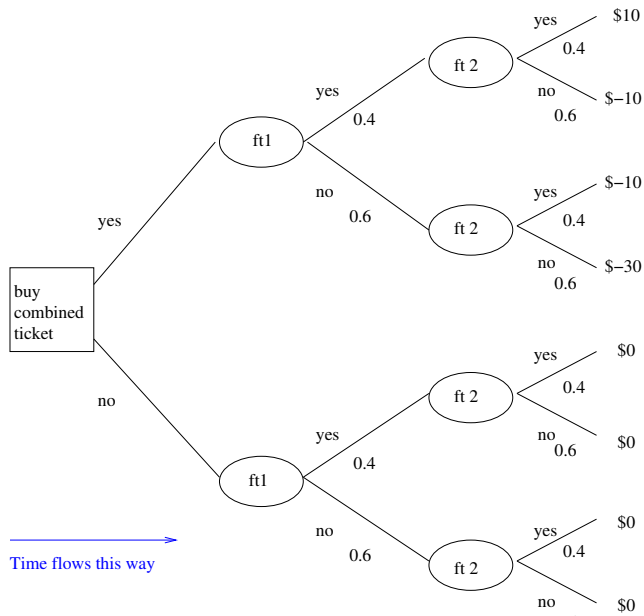 yes
$10
0.4
ft 2
no
$−10
0.6
yes
0.4
ft1
yes
$−10
0.4
no
0.6
ft 2
no
$−30
0.6
yes
buy
combined
ticket
no
yes
$0
0.4
ft 2
no
$0
0.6
yes
0.4
ft1
yes
$0
0.4
no
0.6
ft 2
no
$0
Time flows this way